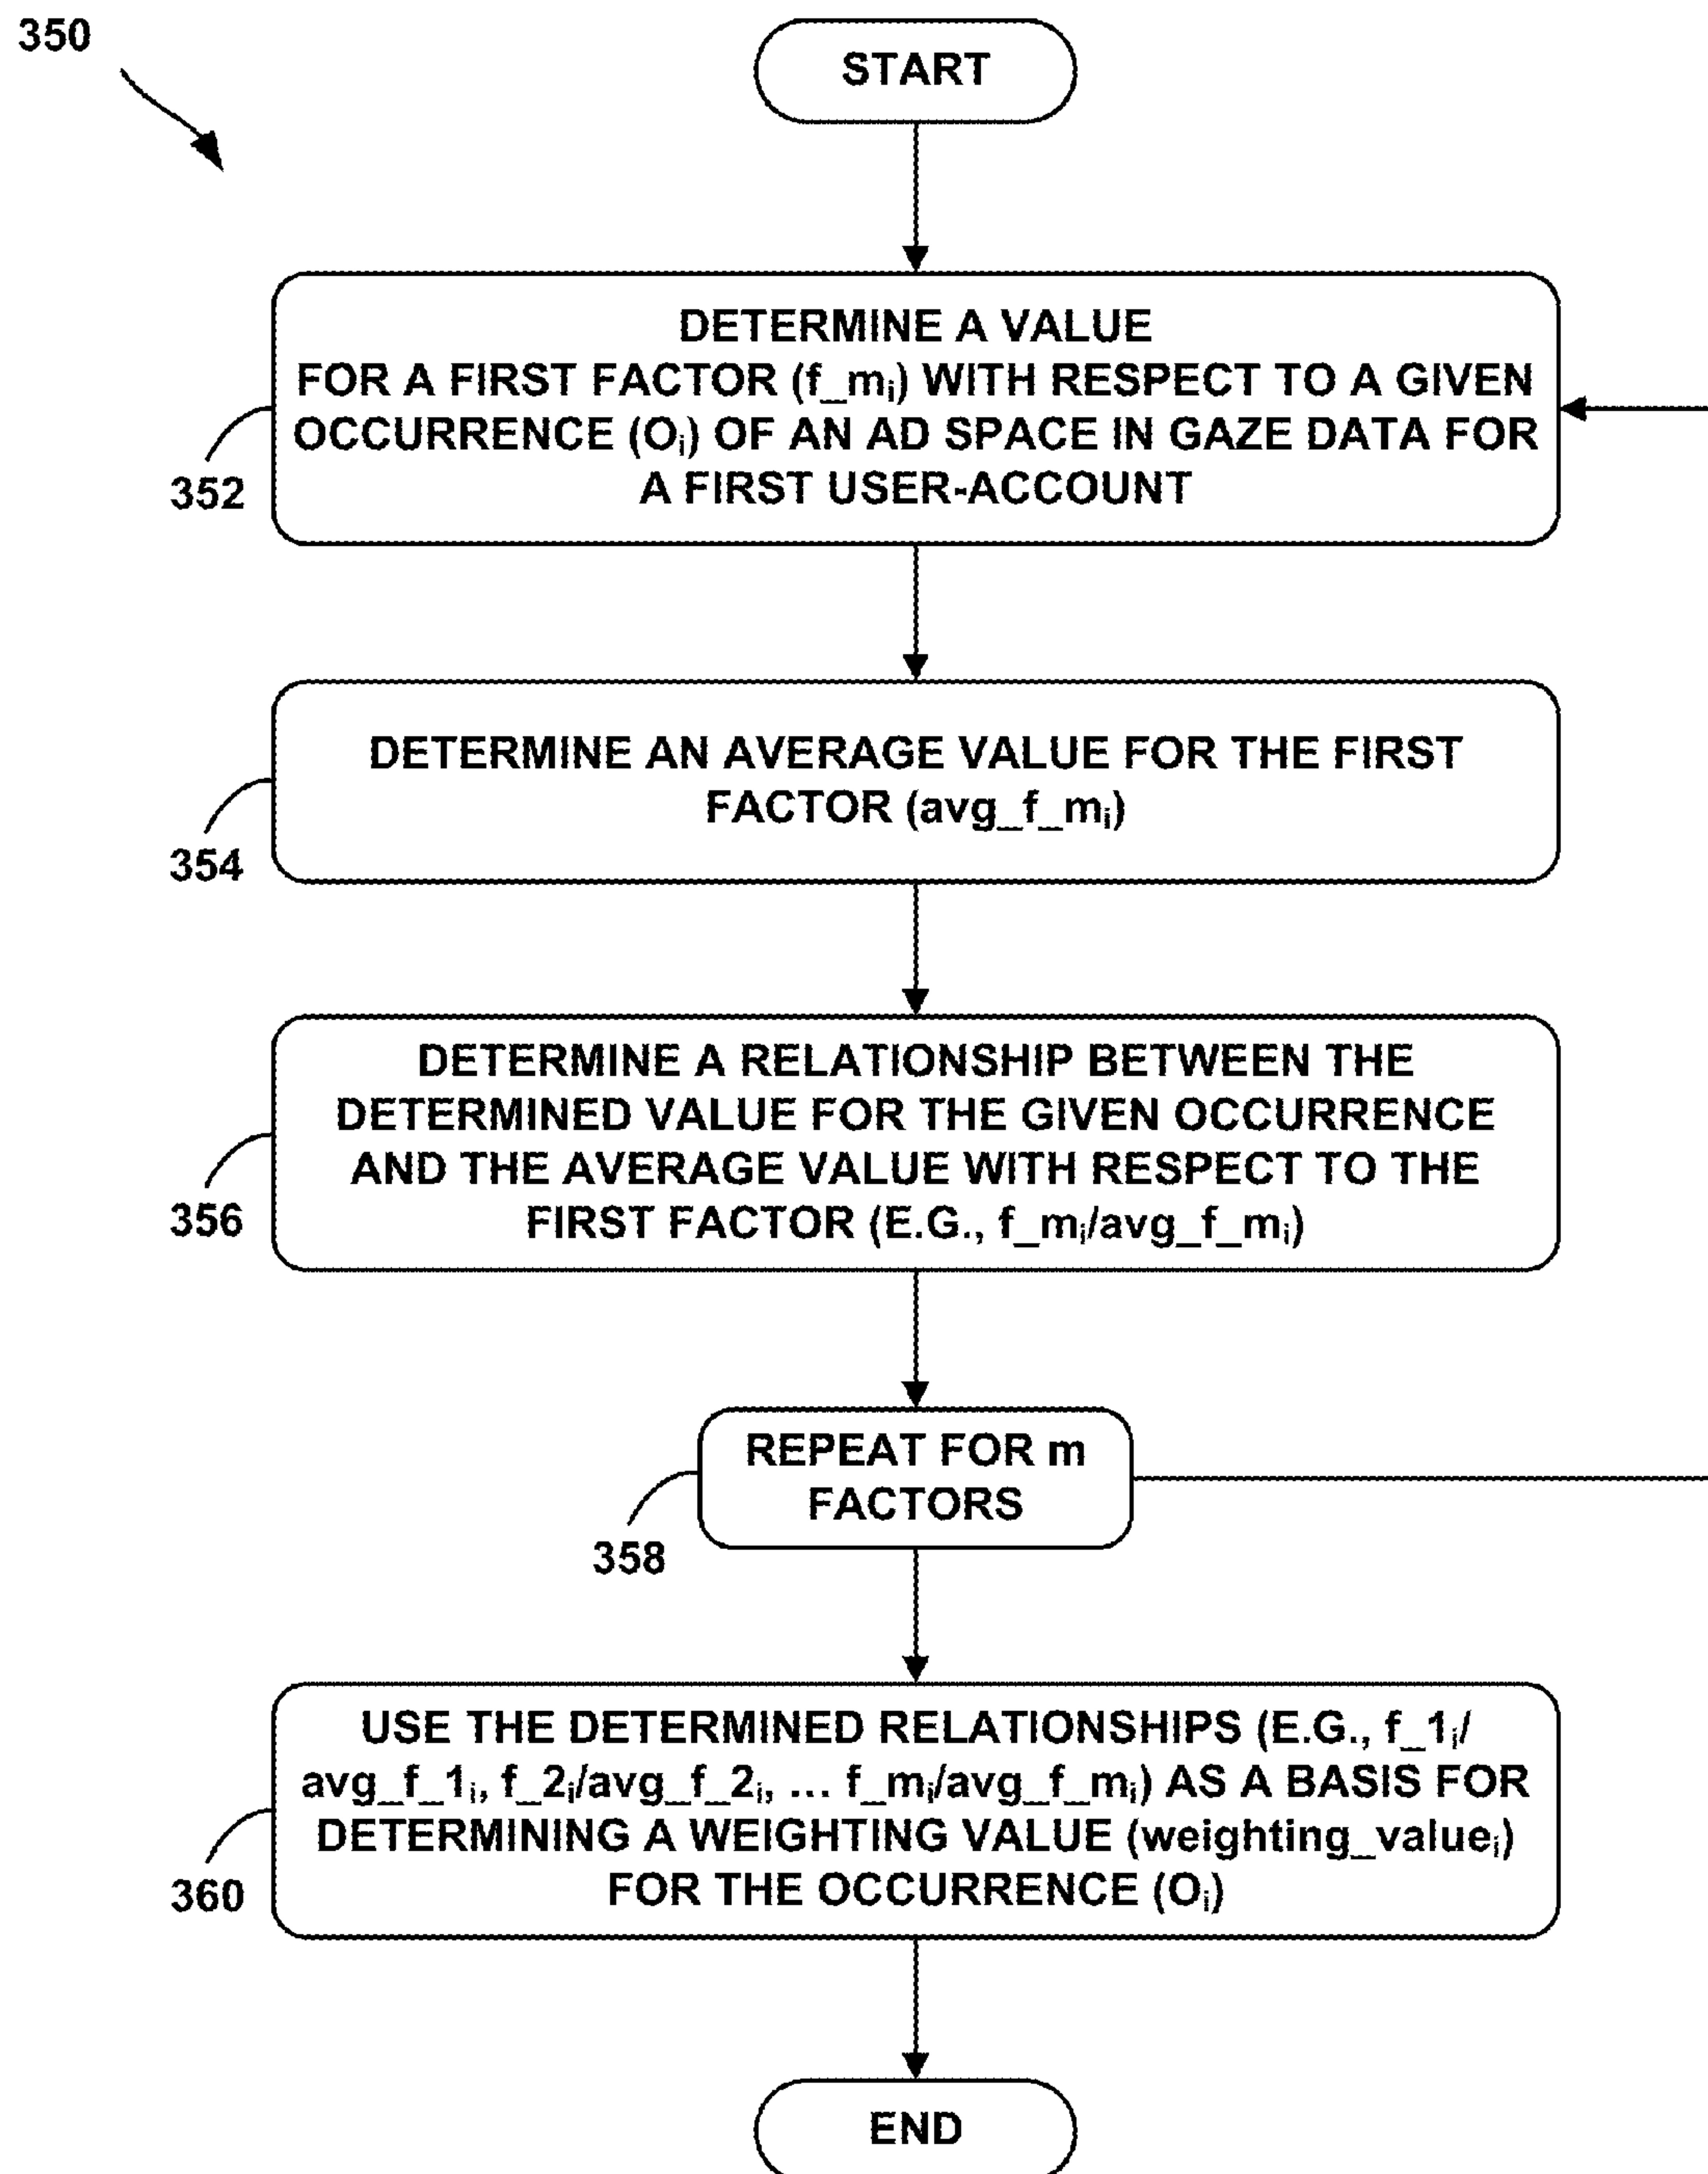 350
START
DETERMINE A VALUE
FOR A FIRST FACTOR (f_mᵢ) WITH RESPECT TO A GIVEN
OCCURRENCE (Oᵢ) OF AN AD SPACE IN GAZE DATA FOR
A FIRST USER-ACCOUNT
352
DETERMINE AN AVERAGE VALUE FOR THE FIRST
FACTOR (avg_f_mᵢ)
354
DETERMINE A RELATIONSHIP BETWEEN THE
DETERMINED VALUE FOR THE GIVEN OCCURRENCE
AND THE AVERAGE VALUE WITH RESPECT TO THE
FIRST FACTOR (E.G., f_mᵢ/avg_f_mᵢ)
356
REPEAT FOR m
FACTORS
358
USE THE DETERMINED RELATIONSHIPS (E.G., f_1ᵢ/
avg_f_1ᵢ, f_2ᵢ/avg_f_2ᵢ, ... f_mᵢ/avg_f_mᵢ) AS A BASIS FOR
DETERMINING A WEIGHTING VALUE (weighting_valueᵢ)
FOR THE OCCURRENCE (Oᵢ)
360
END